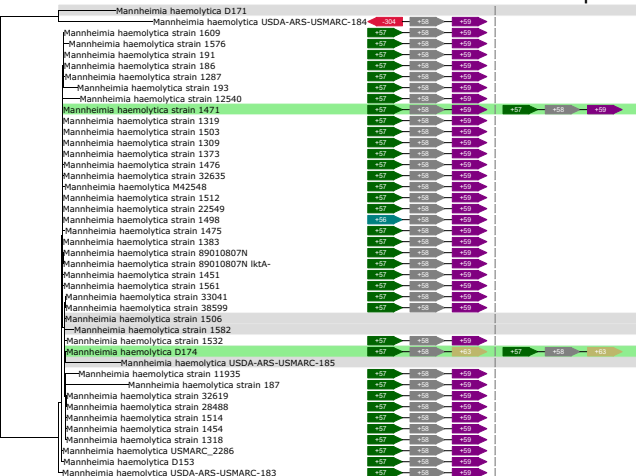 Mannheimia haemolytica D171
Mannheimia haemolytica USDA-ARS-USMARC-184 -304 +58 +59
Mannheimia haemolytica strain 1609 +57 +58 +59
Mannheimia haemolytica strain 1576 +57 +58 +59
Mannheimia haemolytica strain 191 +57 +58 +59
Mannheimia haemolytica strain 186 +57 +58 +59
Mannheimia haemolytica strain 1287 +57 +58 +59
Mannheimia haemolytica strain 193 +57 +58 +59
Mannheimia haemolytica strain 12540 +57 +58 +59
Mannheimia haemolytica strain 1471 +57 +58 +59 +57 +58 +59
Mannheimia haemolytica strain 1319 +57 +58 +59
Mannheimia haemolytica strain 1503 +57 +58 +59
Mannheimia haemolytica strain 1309 +57 +58 +59
Mannheimia haemolytica strain 1373 +57 +58 +59
Mannheimia haemolytica strain 1476 +57 +58 +59
Mannheimia haemolytica strain 32635 +57 +58 +59
Mannheimia haemolytica M42548 +57 +58 +59
Mannheimia haemolytica strain 1512 +57 +58 +59
Mannheimia haemolytica strain 22549 +57 +58 +59
Mannheimia haemolytica strain 1498 +56 +58 +59
Mannheimia haemolytica strain 1475 +57 +58 +59
Mannheimia haemolytica strain 1383 +57 +58 +59
Mannheimia haemolytica 89010807N +57 +58 +59
Mannheimia haemolytica 89010807N lktA- +57 +58 +59
Mannheimia haemolytica strain 1451 +57 +58 +59
Mannheimia haemolytica strain 1561 +57 +58 +59
Mannheimia haemolytica strain 33041 +57 +58 +59
Mannheimia haemolytica strain 38599 +57 +58 +59
Mannheimia haemolytica strain 1506
Mannheimia haemolytica strain 1582
Mannheimia haemolytica strain 1532 +57 +58 +59
Mannheimia haemolytica D174 +57 +58 +63 +57 +58 +63
Mannheimia haemolytica USDA-ARS-USMARC-185
Mannheimia haemolytica strain 11935 +57 +58 +59
Mannheimia haemolytica strain 187 +57 +58 +59
Mannheimia haemolytica strain 32619 +57 +58 +59
Mannheimia haemolytica strain 28488 +57 +58 +59
Mannheimia haemolytica strain 1514 +57 +58 +59
Mannheimia haemolytica strain 1454 +57 +58 +59
Mannheimia haemolytica strain 1318 +57 +58 +59
Mannheimia haemolytica USMARC_2286 +57 +58 +59
Mannheimia haemolytica D153 +57 +58 +59
Mannheimia haemolytica USDA-ARS-USMARC-183 +57 +58 +59